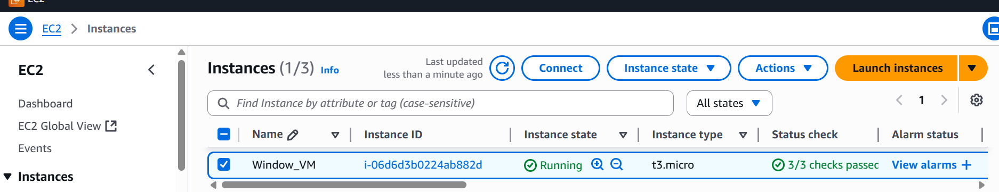 EC2
EC2 > Instances
EC2
Dashboard
EC2 Global View
Events
Instances
Instances (1/3) Info
Last updated
less than a minute ago
Connect
Instance state
Actions
Launch instances
Find Instance by attribute or tag (case-sensitive)
All states
1
Name Instance ID Instance state Instance type Status check Alarm status
Window_VM i-06d6d3b0224ab882d Running t3.micro 3/3 checks passed View alarms +